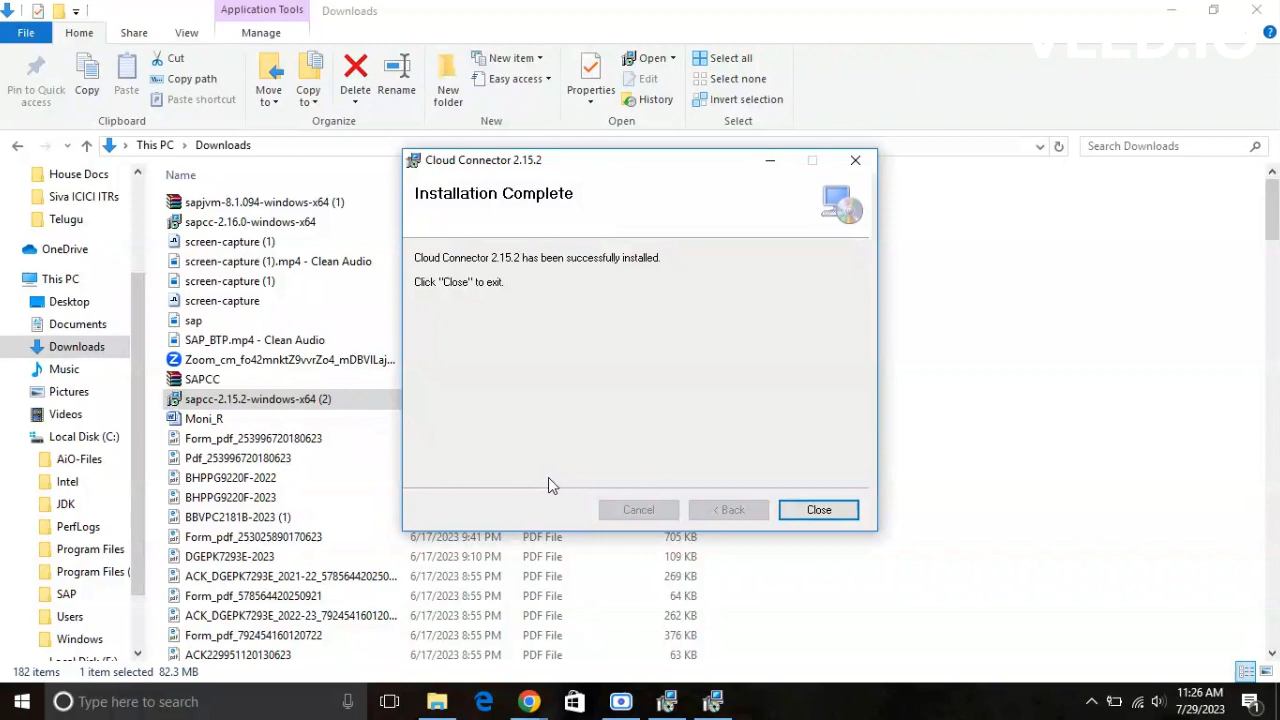 Application Tools
Downloads
File
Home
Share
View
Manage
VEED.IO
Pin to Quick access
Copy
Paste
Cut
Copy path
Paste shortcut
Clipboard
Move to
Copy to
Delete
Rename
Organize
New folder
New item
Easy access
New
Properties
Open
Edit
History
Open
Select all
Select none
Invert selection
Select
This PC
Downloads
Search Downloads
House Docs
Siva ICICI ITRs
Telugu
OneDrive
This PC
Desktop
Documents
Downloads
Music
Pictures
Videos
Local Disk (C:)
AiO-Files
Intel
JDK
PerfLogs
Program Files
Program Files (
SAP
Users
Windows
Name
sapjvm-8.1.094-windows-x64 (1)
sapcc-2.16.0-windows-x64
screen-capture (1)
screen-capture (1).mp4 - Clean Audio
screen-capture (1)
screen-capture
sap
SAP_BTP.mp4 - Clean Audio
Zoom_cm_fo42mnktZ9vvrZo4_mDBVILaj...
SAPCC
sapcc-2.15.2-windows-x64 (2)
Moni_R
Form_pdf_253996720180623
Pdf_253996720180623
BHPPG9220F-2022
BHPPG9220F-2023
BBVPC2181B-2023 (1)
Form_pdf_253025890170623 6/17/2023 9:41 PM PDF File 705 KB
DGEPK7293E-2023 6/17/2023 9:10 PM PDF File 109 KB
ACK_DGEPK7293E_2021-22_578564420250... 6/17/2023 8:55 PM PDF File 269 KB
Form_pdf_578564420250921 6/17/2023 8:55 PM PDF File 64 KB
ACK_DGEPK7293E_2022-23_792454160120... 6/17/2023 8:55 PM PDF File 262 KB
Form_pdf_792454160120722 6/17/2023 8:55 PM PDF File 376 KB
ACK229951120130623 6/17/2023 8:55 PM PDF File 63 KB
Cloud Connector 2.15.2
Installation Complete
Cloud Connector 2.15.2 has been successfully installed.
Click "Close" to exit.
Cancel
< Back
Close
182 items
1 item selected 82.3 MB
Type here to search
11:26 AM
7/29/2023